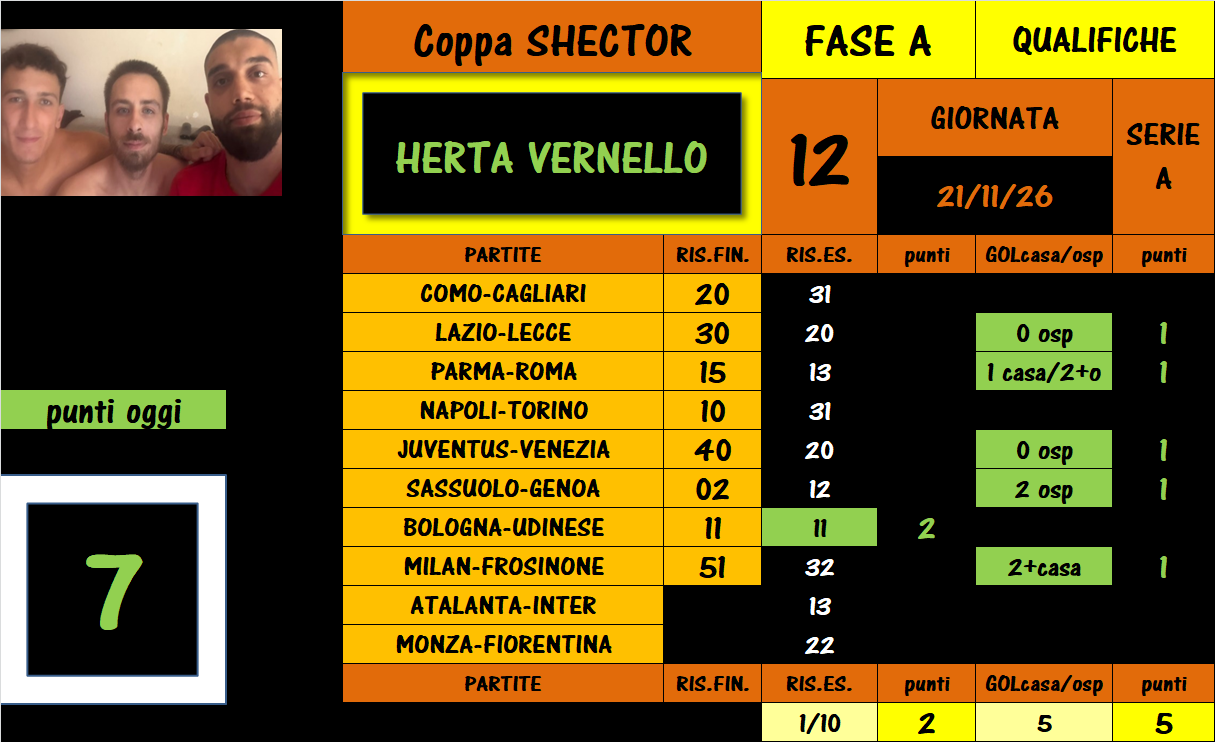 Coppa SHECTOR FASE A QUALIFICHE
HERTA VERNELLO 12 GIORNATA SERIE A
21/11/26
PARTITE RIS.FIN. RIS.ES. punti GOLcasa/osp punti
COMO-CAGLIARI 20 31
LAZIO-LECCE 30 20 0 osp 1
PARMA-ROMA 15 13 1 casa/2+o 1
punti oggi NAPOLI-TORINO 10 31
JUVENTUS-VENEZIA 40 20 0 osp 1
SASSUOLO-GENOA 02 12 2 osp 1
BOLOGNA-UDINESE 11 11 2
7 MILAN-FROSINONE 51 32 2+casa 1
ATALANTA-INTER 13
MONZA-FIORENTINA 22
PARTITE RIS.FIN. RIS.ES. punti GOLcasa/osp punti
1/10 2 5 5